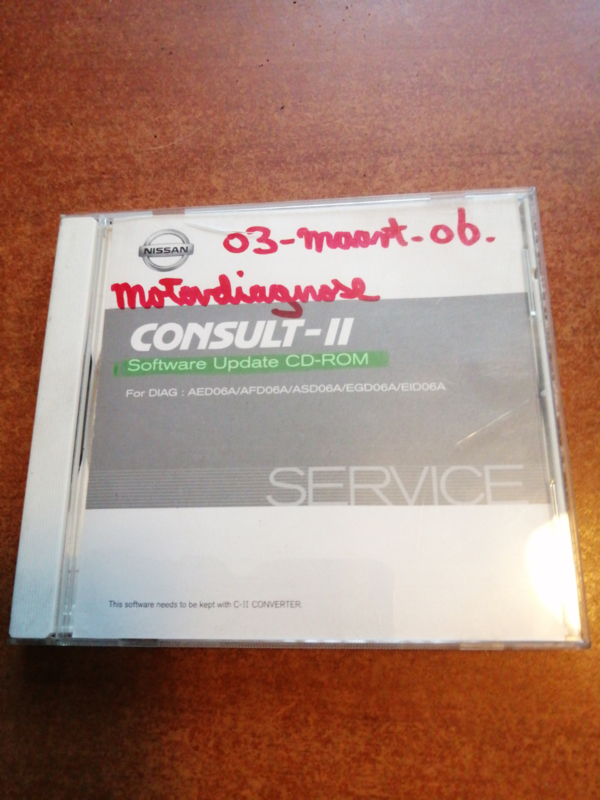 03-maart-06.
NISSAN
Motordiagnose
CONSULT-II
Software Update CD-ROM
For DIAG : AED06A/AFD06A/ASD06A/EGD06A/EID06A
SERVICE
This software needs to be kept with C-II CONVERTER.